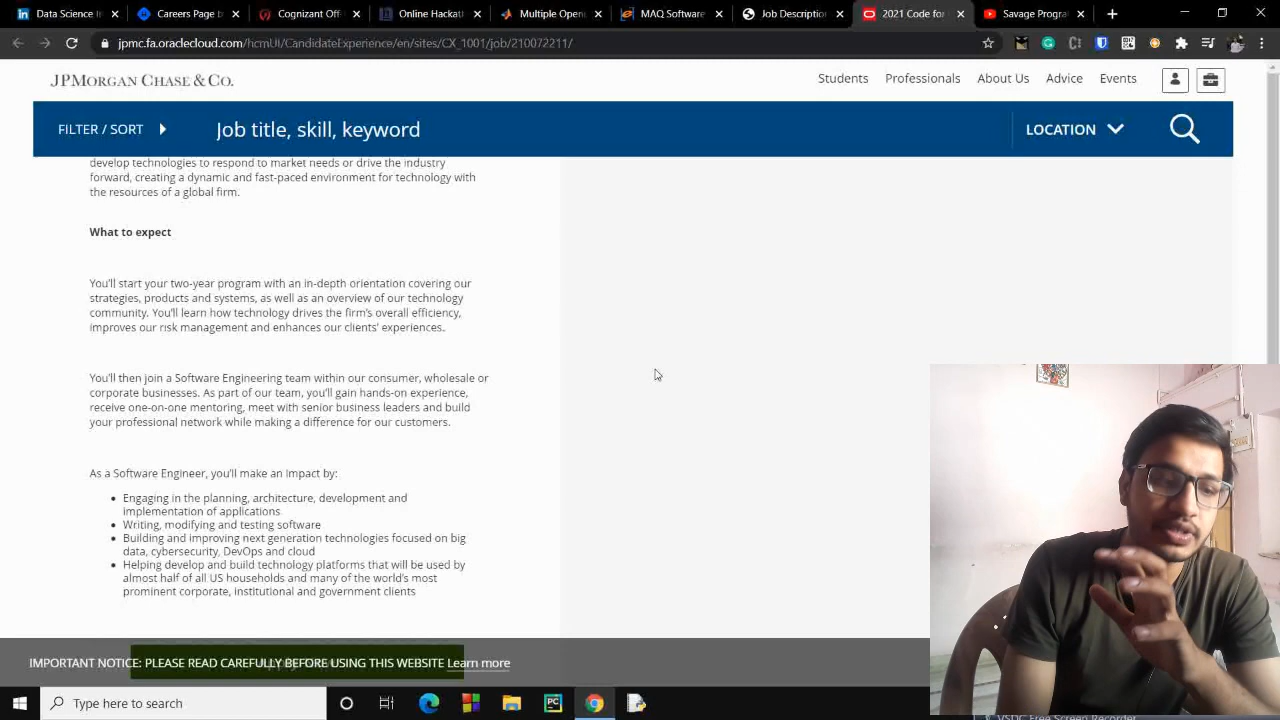 Data Science I
Careers Page b
Cognizant Off
Online Hackath
Multiple Openi
MAQ Software
Job Description
2021 Code for
Savage Progra
jpmc.fa.oraclecloud.com/hcmUI/CandidateExperience/en/sites/CX_1001/job/210072211/
JPMORGAN CHASE & CO.
Students
Professionals
About Us
Advice
Events
FILTER / SORT
Job title, skill, keyword
LOCATION
develop technologies to respond to market needs or drive the industry
forward, creating a dynamic and fast-paced environment for technology with
the resources of a global firm.
What to expect
You'll start your two-year program with an in-depth orientation covering our
strategies, products and systems, as well as an overview of our technology
community. You'll learn how technology drives the firm's overall efficiency,
improves our risk management and enhances our clients' experiences.
You'll then join a Software Engineering team within our consumer, wholesale or
corporate businesses. As part of our team, you'll gain hands-on experience,
receive one-on-one mentoring, meet with senior business leaders and build
your professional network while making a difference for our customers.
As a Software Engineer, you'll make an impact by:
• Engaging in the planning, architecture, development and
implementation of applications
• Writing, modifying and testing software
• Building and improving next generation technologies focused on big
data, cybersecurity, DevOps and cloud
• Helping develop and build technology platforms that will be used by
almost half of all US households and many of the world's most
prominent corporate, institutional and government clients
IMPORTANT NOTICE: PLEASE READ CAREFULLY BEFORE USING THIS WEBSITE Learn more
Type here to search
VSDC Free Screen Recorder